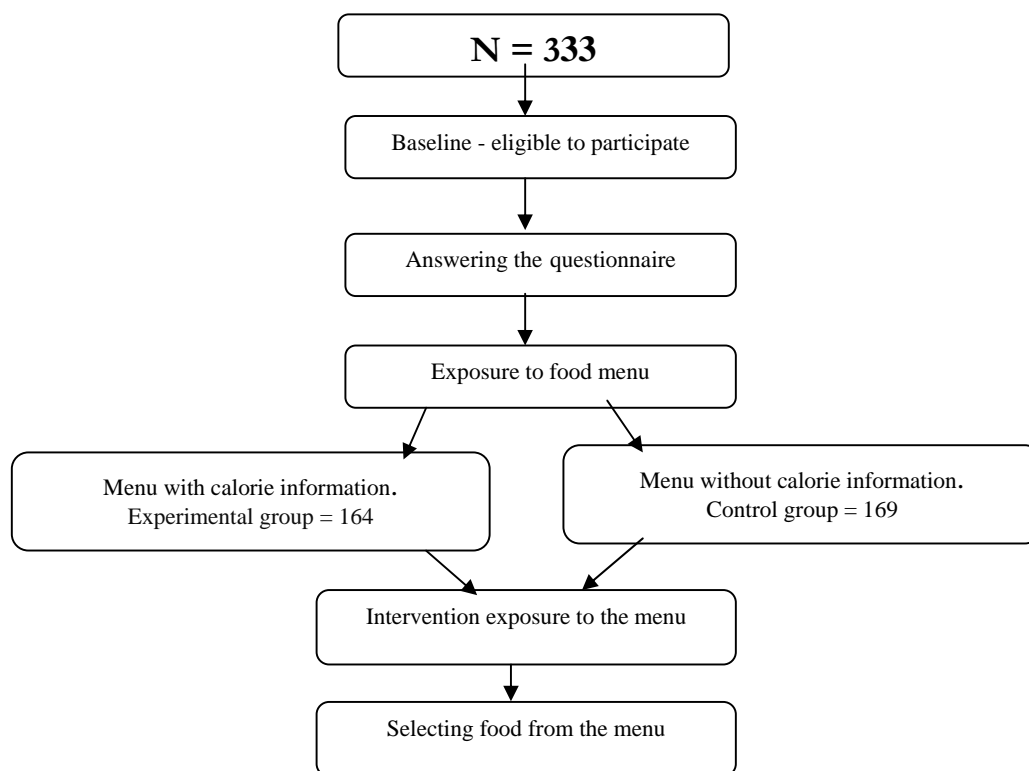 N = 333
Baseline - eligible to participate
Answering the questionnaire
Exposure to food menu
Menu with calorie information.
Experimental group = 164
Menu without calorie information.
Control group = 169
Intervention exposure to the menu
Selecting food from the menu